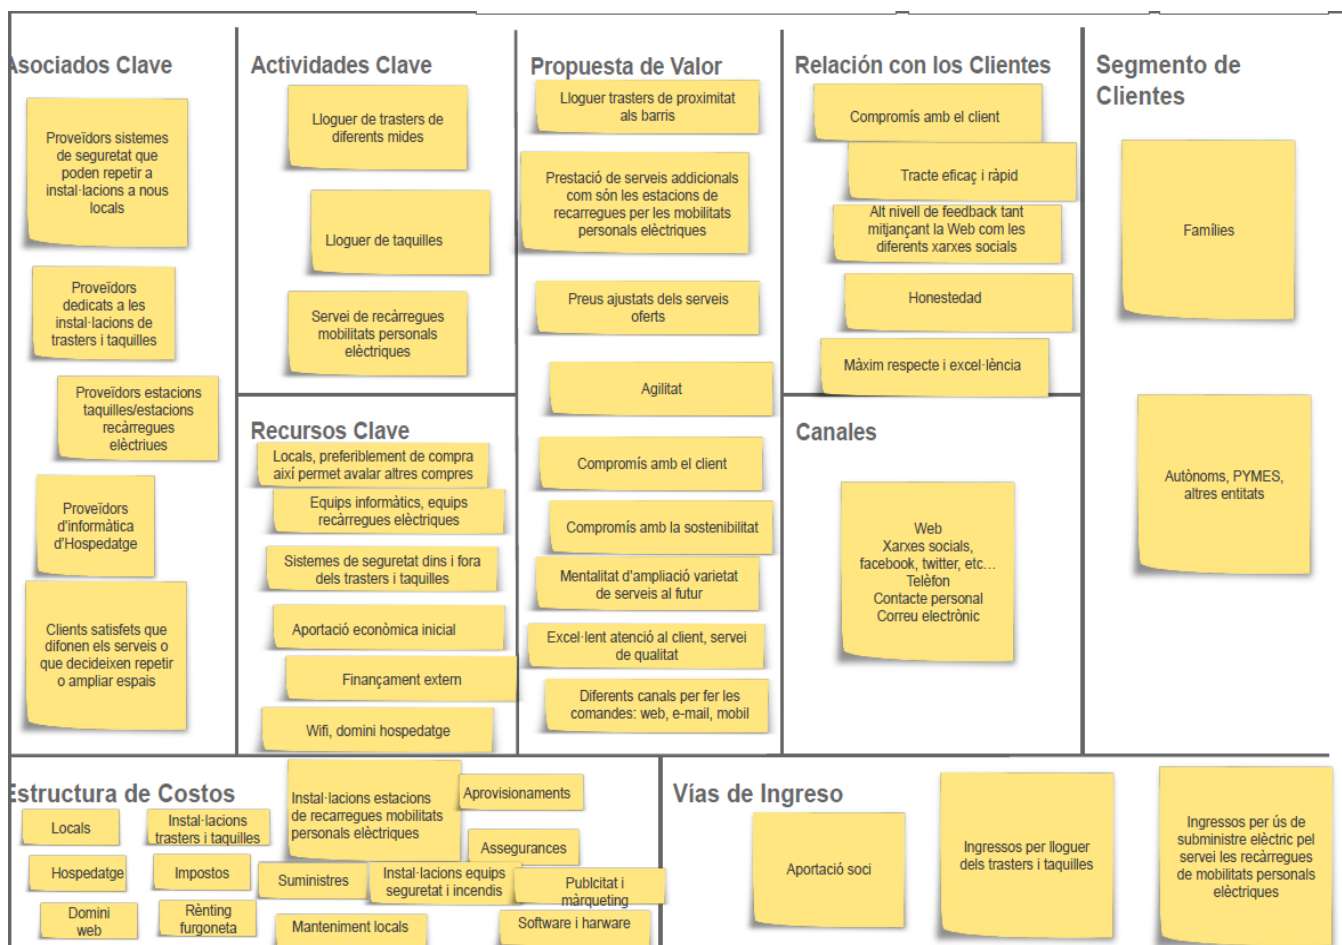 Asociados Clave
Proveïdors sistemes
de seguretat que
poden repetir a
instal·lacions a nous
locals
Proveïdors
dedicats a les
instal·lacions de
trasters i taquilles
Proveïdors estacions
taquilles/estacions
recàrregues
elèctriues
Proveïdors
d'informàtica
d'Hospedatge
Clients satisfets que
difonen els serveis o
que decideixen repetir
o ampliar espais
Actividades Clave
Lloguer de trasters de
diferents mides
Lloguer de taquilles
Servei de recàrregues
mobilitats personals
elèctriques
Recursos Clave
Locals, preferiblement de compra
així permet avalar altres compres
Equips informàtics, equips
recàrregues elèctriques
Sistemes de seguretat dins i fora
dels trasters i taquilles
Aportació econòmica inicial
Finançament extern
Wifi, domini hospedatge
Propuesta de Valor
Lloguer trasters de proximitat
als barris
Prestació de serveis addicionals
com són les estacions de
recarregues per les mobilitats
personals elèctriques
Preus ajustats dels serveis
oferts
Agilitat
Compromís amb el client
Compromís amb la sostenibilitat
Mentalitat d'ampliació varietat
de serveis al futur
Excel·lent atenció al client, servei
de qualitat
Diferents canals per fer les
comandes: web, e-mail, mobil
Relación con los Clientes
Compromís amb el client
Tracte eficaç i ràpid
Alt nivell de feedback tant
mitjançant la Web com les
diferents xarxes socials
Honestedad
Màxim respecte i excel·lència
Canales
Web
Xarxes socials,
facebook, twitter, etc…
Telèfon
Contacte personal
Correu electrònic
Segmento de
Clientes
Famílies
Autònoms, PYMES,
altres entitats
Estructura de Costos
Locals
Instal·lacions
trasters i taquilles
Instal·lacions estacions
de recarregues mobilitats
personals elèctriques
Aprovisionaments
Assegurances
Hospedatge
Impostos
Suministres
Instal·lacions equips
seguretat i incendis
Publcitat i
màrqueting
Domini
web
Rènting
furgoneta
Manteniment locals
Software i harware
Vías de Ingreso
Aportació soci
Ingressos per lloguer
dels trasters i taquilles
Ingressos per ús de
subministre elèctric pel
servei les recàrregues
de mobilitats personals
elèctriques